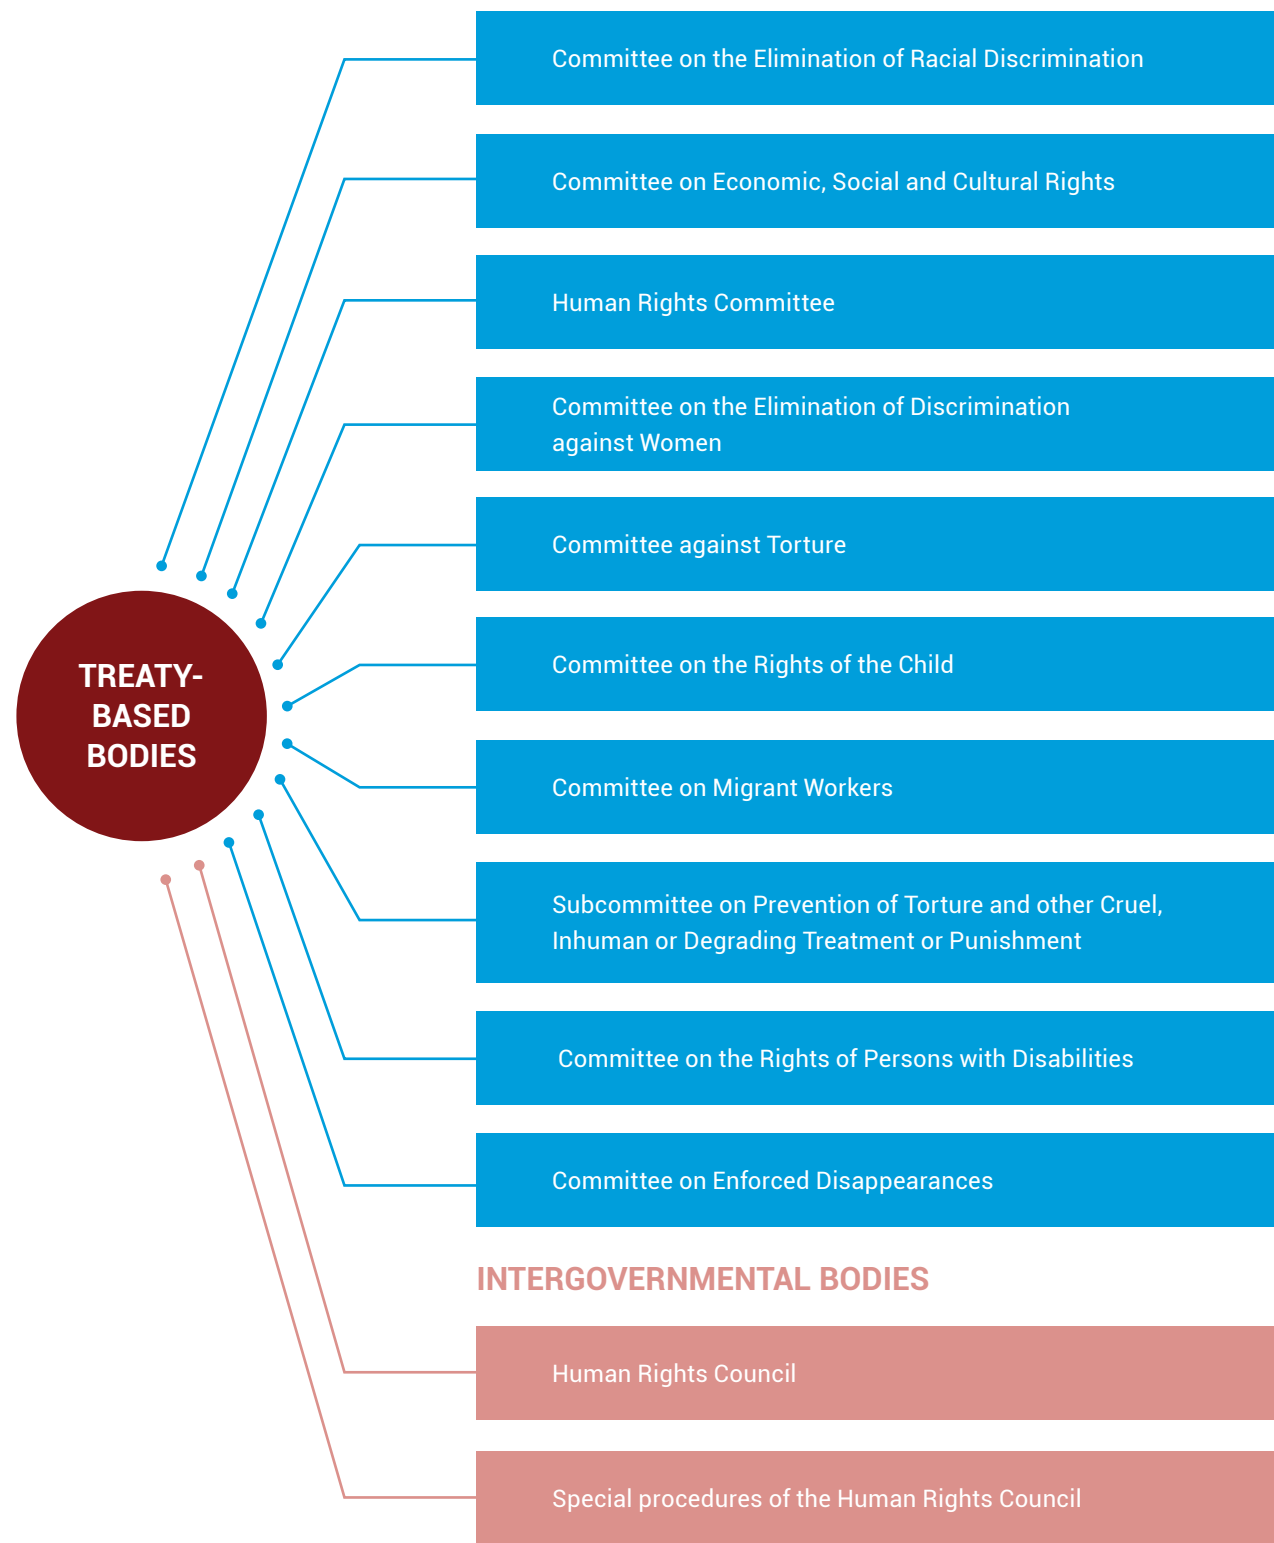 Committee on the Elimination of Racial Discrimination
Committee on Economic, Social and Cultural Rights
Human Rights Committee
Committee on the Elimination of Discrimination
against Women
Committee against Torture
Committee on the Rights of the Child
TREATY-
BASED
BODIES
Committee on Migrant Workers
Subcommittee on Prevention of Torture and other Cruel,
Inhuman or Degrading Treatment or Punishment
Committee on the Rights of Persons with Disabilities
Committee on Enforced Disappearances
INTERGOVERNMENTAL BODIES
Human Rights Council
Special procedures of the Human Rights Council